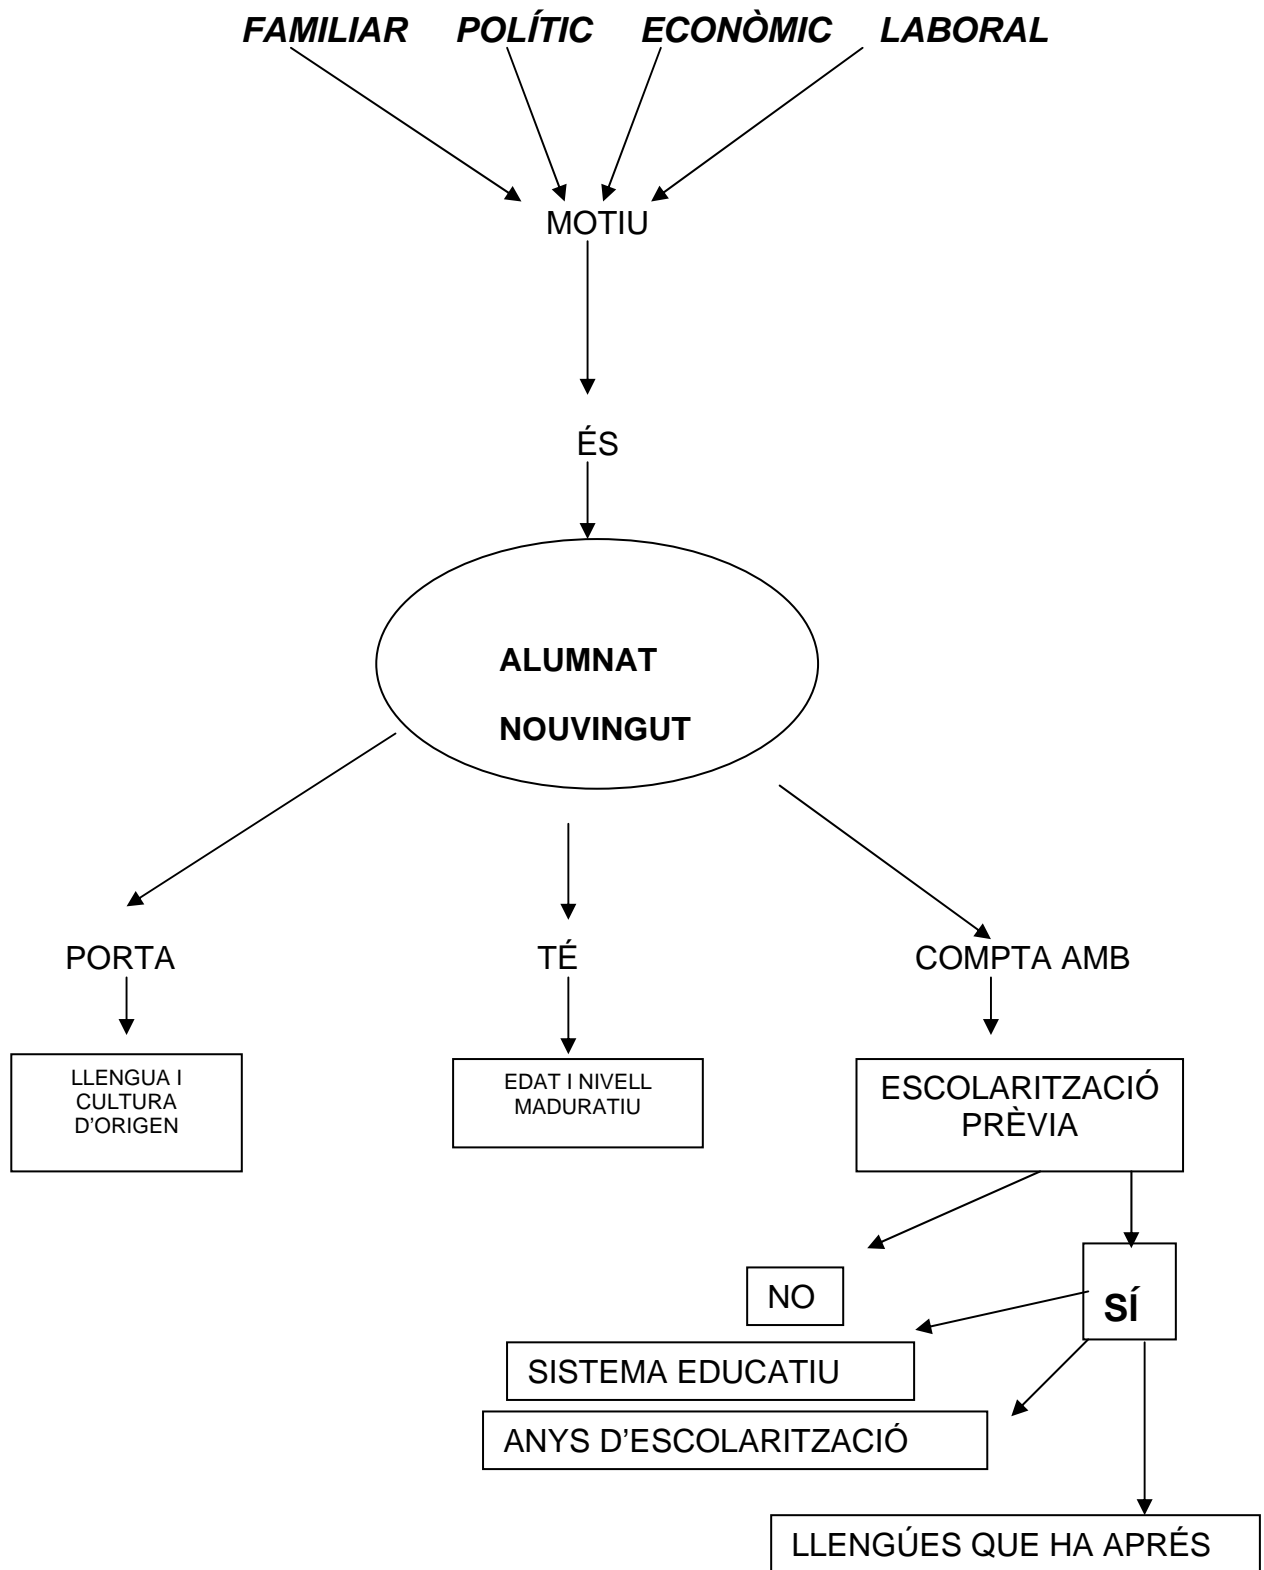 FAMILIAR POLÍTIC ECONÒMIC LABORAL
MOTIU
ÉS
ALUMNAT
NOUVINGUT
PORTA TÉ COMPTA AMB
LLENGUA I
CULTURA
D'ORIGEN
EDAT I NIVELL
MADURATIU
ESCOLARITZACIÓ
PRÈVIA
NO
SÍ
SISTEMA EDUCATIU
ANYS D'ESCOLARITZACIÓ
LLENGÚES QUE HA APRÉS